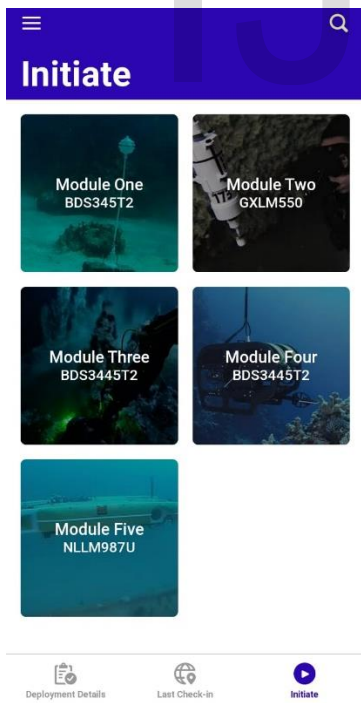 Initiate
Module One
BDS345T2
Module Two
GXLM550
Module Three
BDS3445T2
Module Four
BDS3445T2
Module Five
NLLM987U
Deployment Details
Last Check-in
Initiate